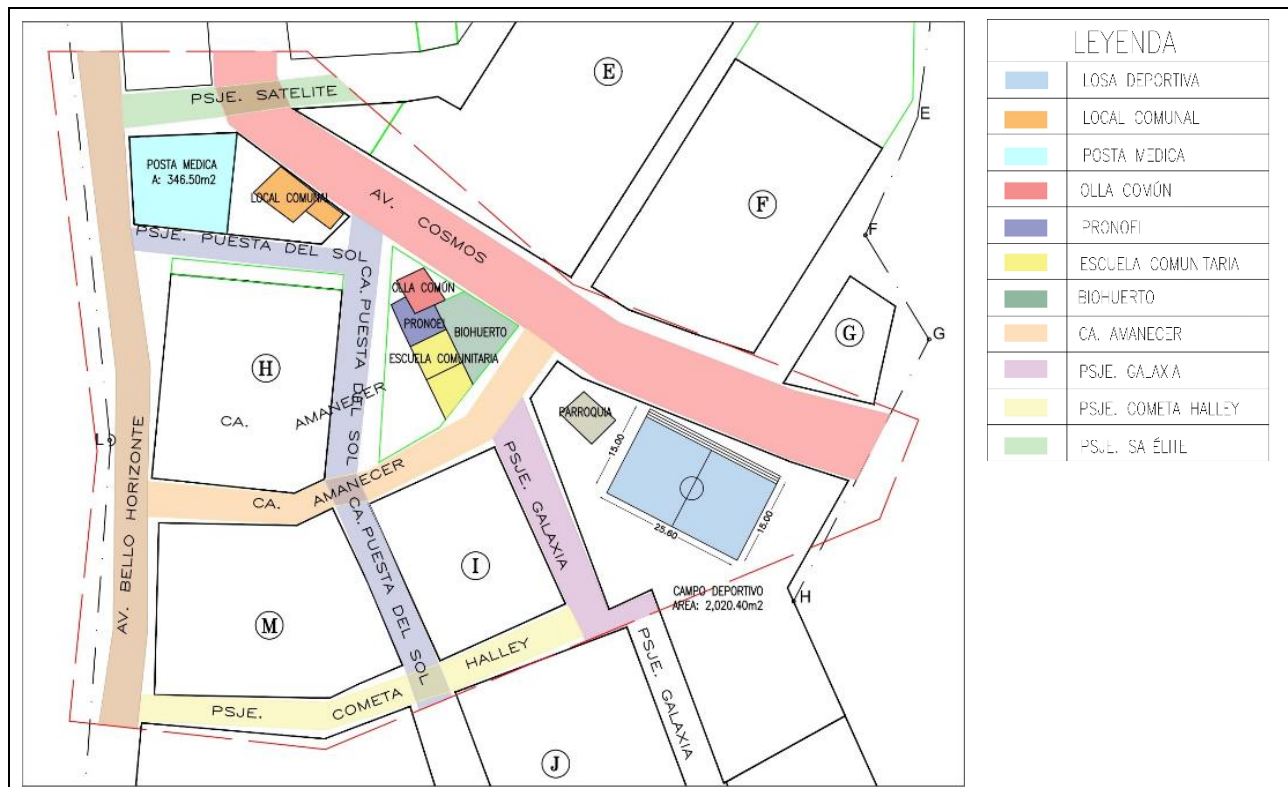 E
PSJE. SATELITE
POSTA MEDICA
A: 346.50m2
LOCAL COMUNAL
AV. COSMOS
F
E
F
PSJE. PUESTA DEL SOL
CA. PUESTA DEL SOL
OLLA COMÚN
PRONOEI
BIOHUERTO
ESCUELA COMUNITARIA
G
G
H
CA. AMANECER
PARROQUIA
15.00
25.60
15.00
L
AV. BELLO HORIZONTE
CA. AMANECER
PSJE. GALAXIA
CA. PUESTA DEL SOL
I
CAMPO DEPORTIVO
AREA: 2,020.40m2
H
M
PSJE. COMETA HALLEY
PSJE. GALAXIA
J
LEYENDA
LOSA DEPORTIVA
LOCAL COMUNAL
POSTA MEDICA
OLLA COMÚN
PRONOEI
ESCUELA COMUNITARIA
BIOHUERTO
CA. AMANECER
PSJE. GALAXIA
PSJE. COMETA HALLEY
PSJE. SA ÉLITE